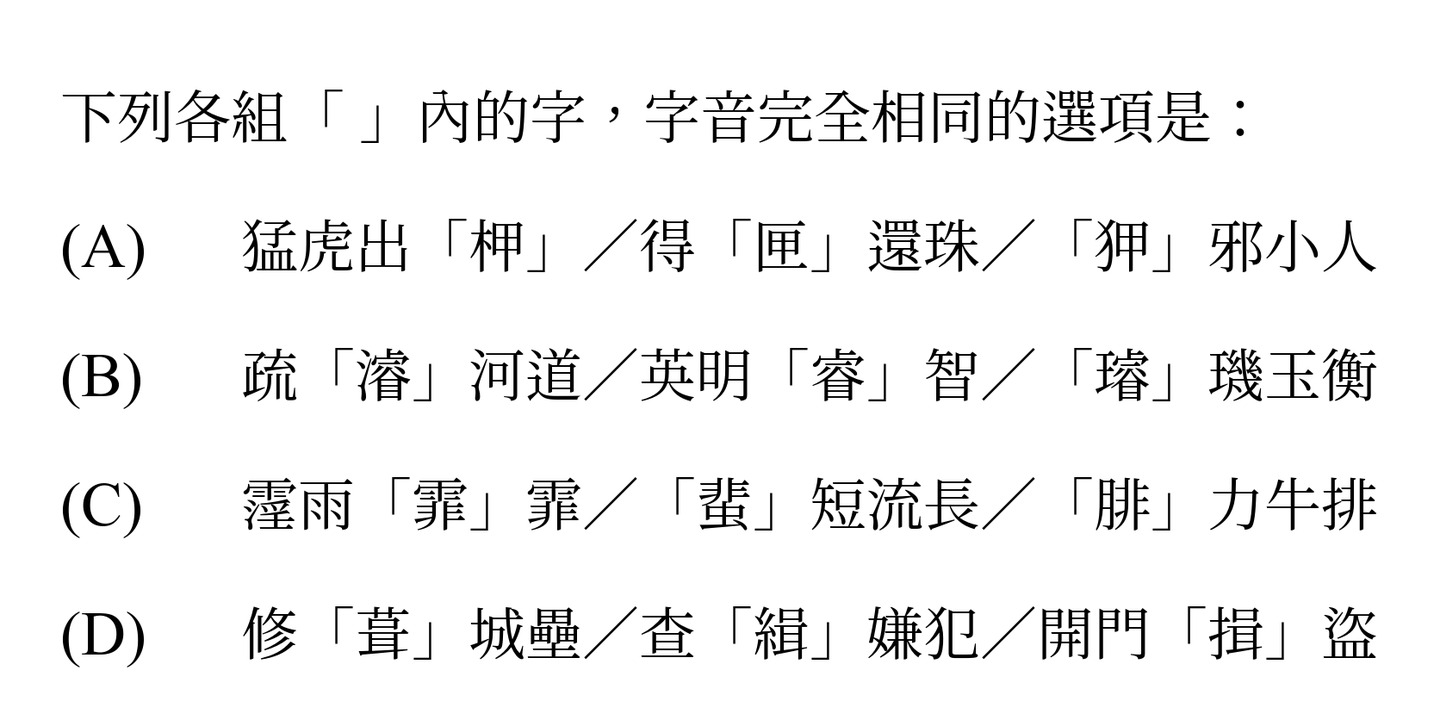 下列各組「 」內的字，字音完全相同的選項是：
(A) 猛虎出「柙」／得「匣」還珠／「狎」邪小人
(B) 疏「濬」河道／英明「睿」智／「璿」璣玉衡
(C) 霪雨「霏」霏／「蜚」短流長／「腓」力牛排
(D) 修「葺」城壘／查「緝」嫌犯／開門「揖」盜